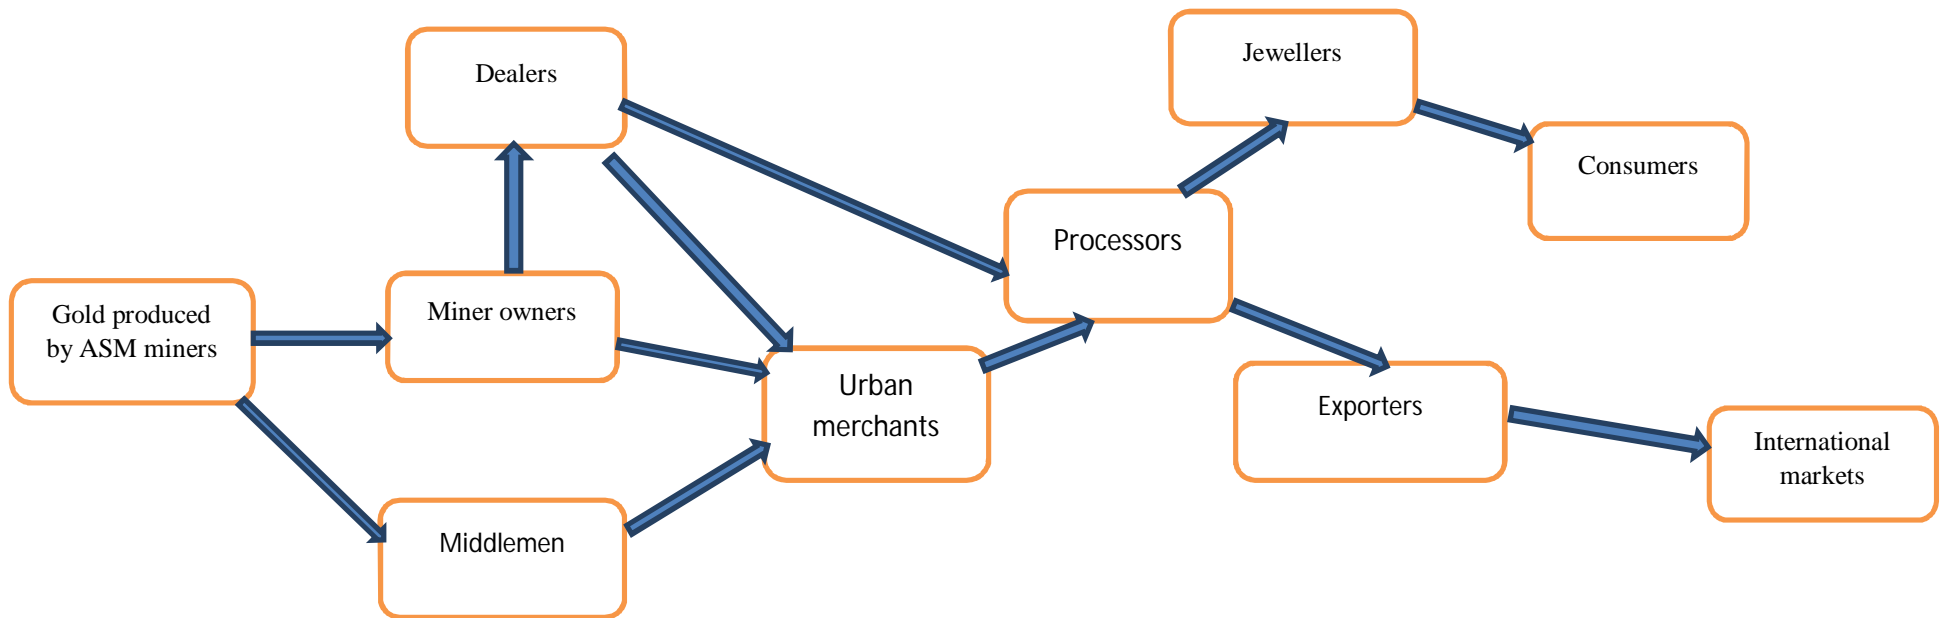 Dealers
Jewellers
Consumers
Processors
Gold produced
by ASM miners
Miner owners
Urban
merchants
Exporters
International
markets
Middlemen